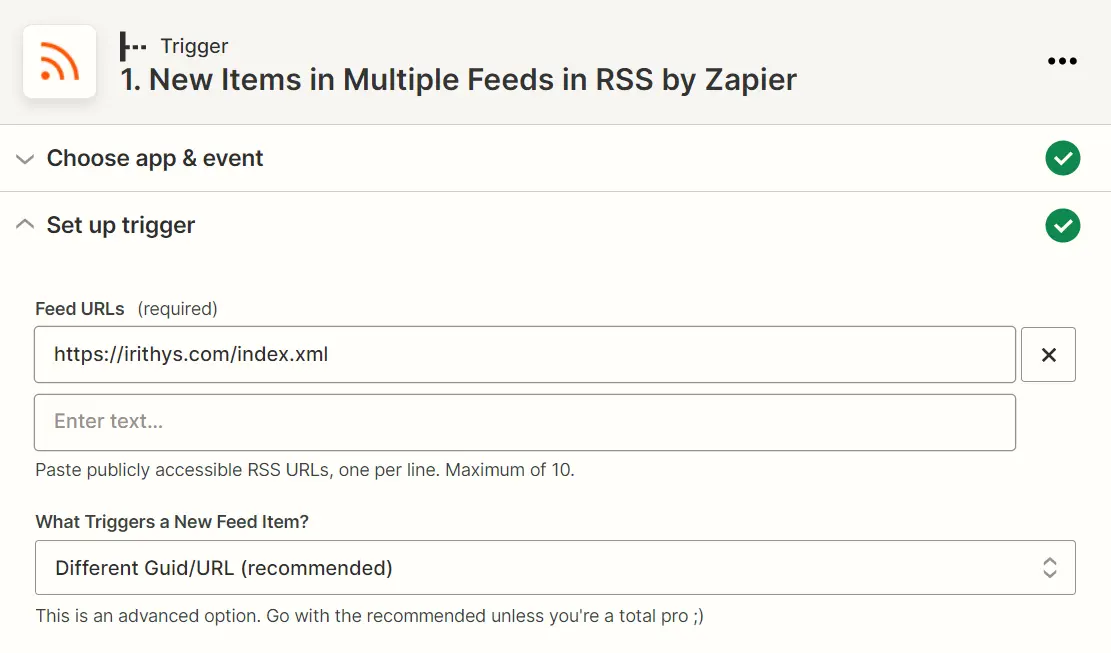 Trigger
1. New Items in Multiple Feeds in RSS by Zapier
Choose app & event
Set up trigger
Feed URLs (required)
https://irithys.com/index.xml
Enter text...
Paste publicly accessible RSS URLs, one per line. Maximum of 10.
What Triggers a New Feed Item?
Different Guid/URL (recommended)
This is an advanced option. Go with the recommended unless you're a total pro ;)